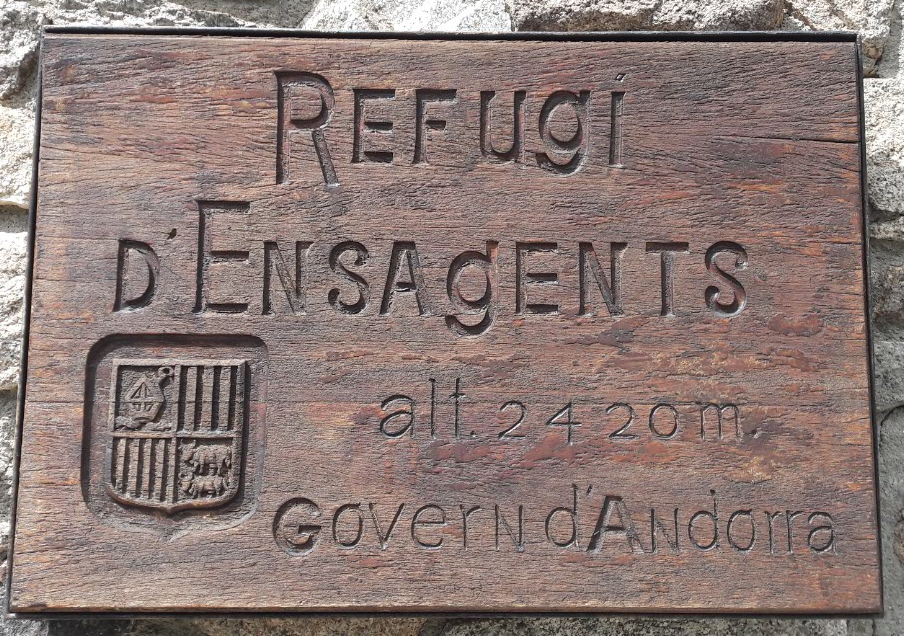 REFUgi
D'ENSAgENTS
alt. 2420m.
Govern d'Andorra